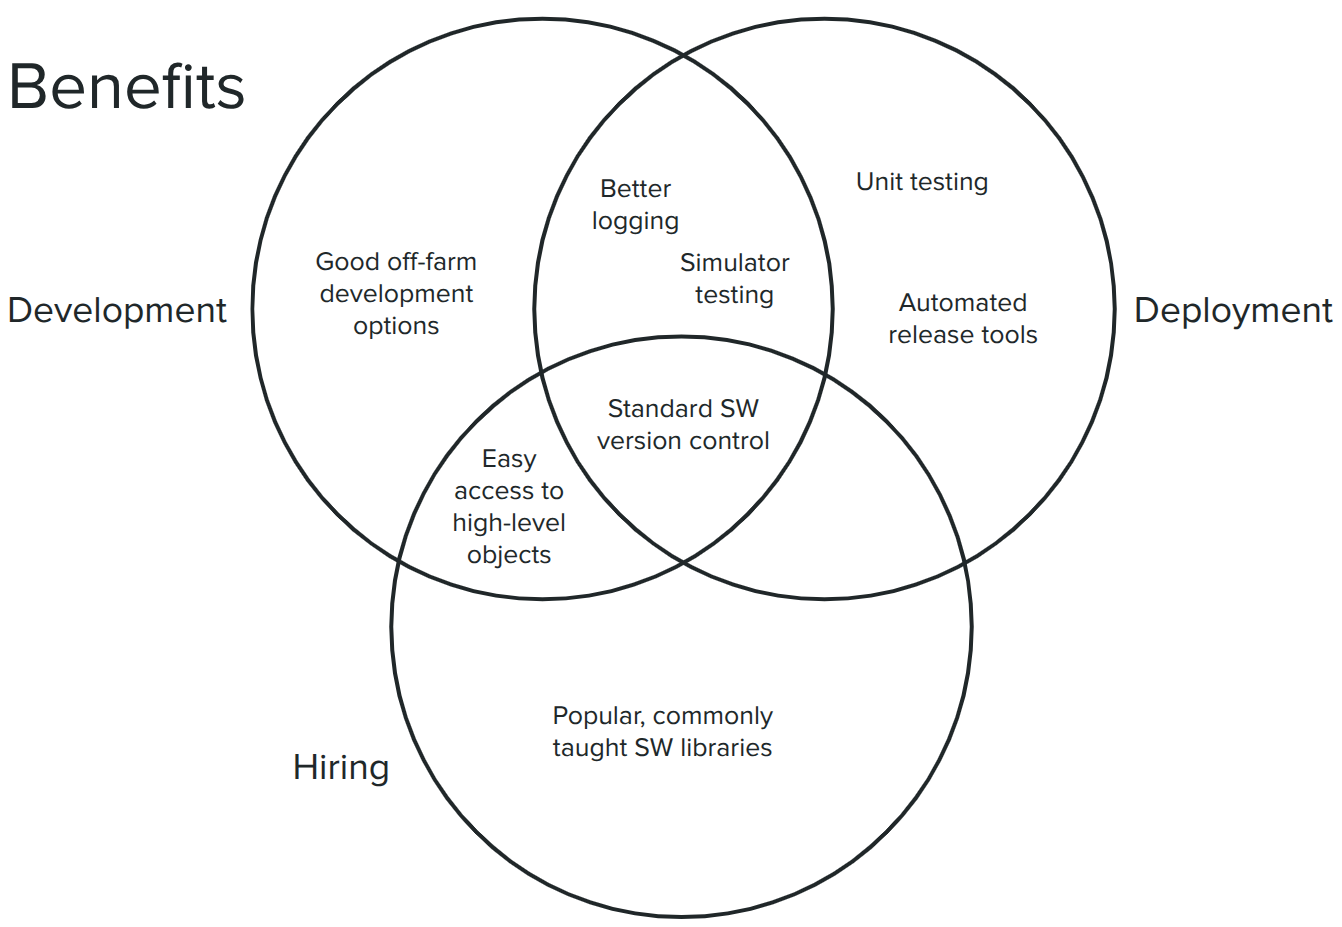 Benefits
Development
Deployment
Hiring
Good off-farm
development
options
Better
logging
Simulator
testing
Unit testing
Automated
release tools
Standard SW
version control
Easy
access to
high-level
objects
Popular, commonly
taught SW libraries